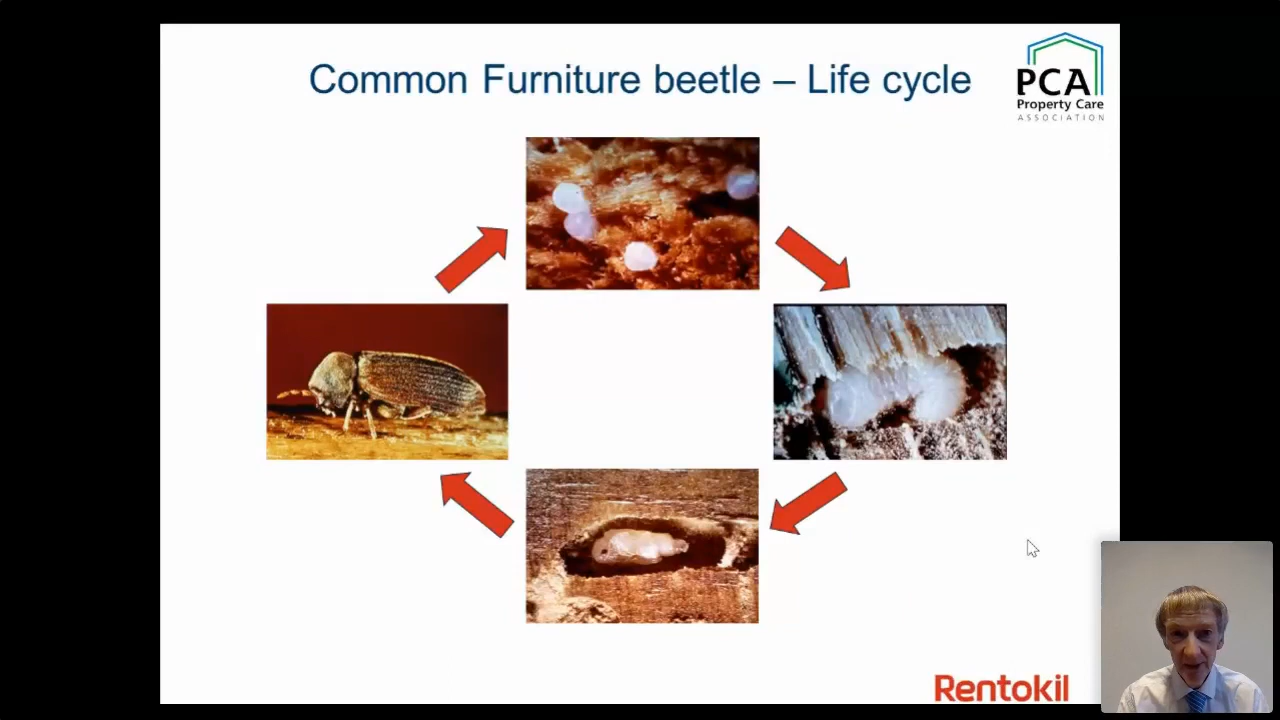 Common Furniture beetle – Life cycle
PCA
Property Care
ASSOCIATION
Rentokil